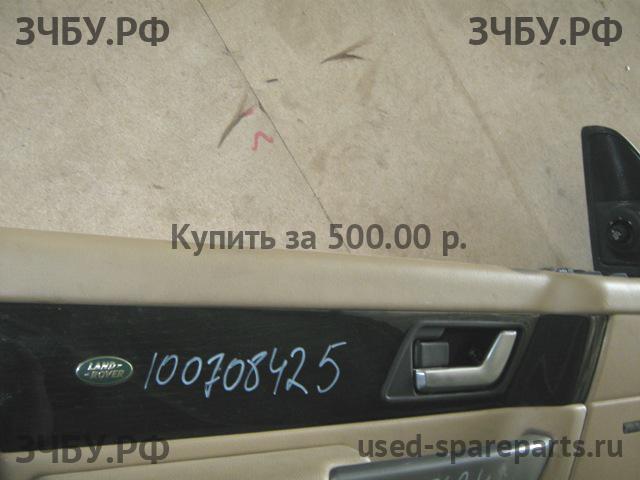 ЗЧБУ.РФ
ЗЧБУ.РФ
Купить за 500.00 р.
LAND-
-ROVER
100708425
ЗЧБУ.РФ
used-spareparts.ru